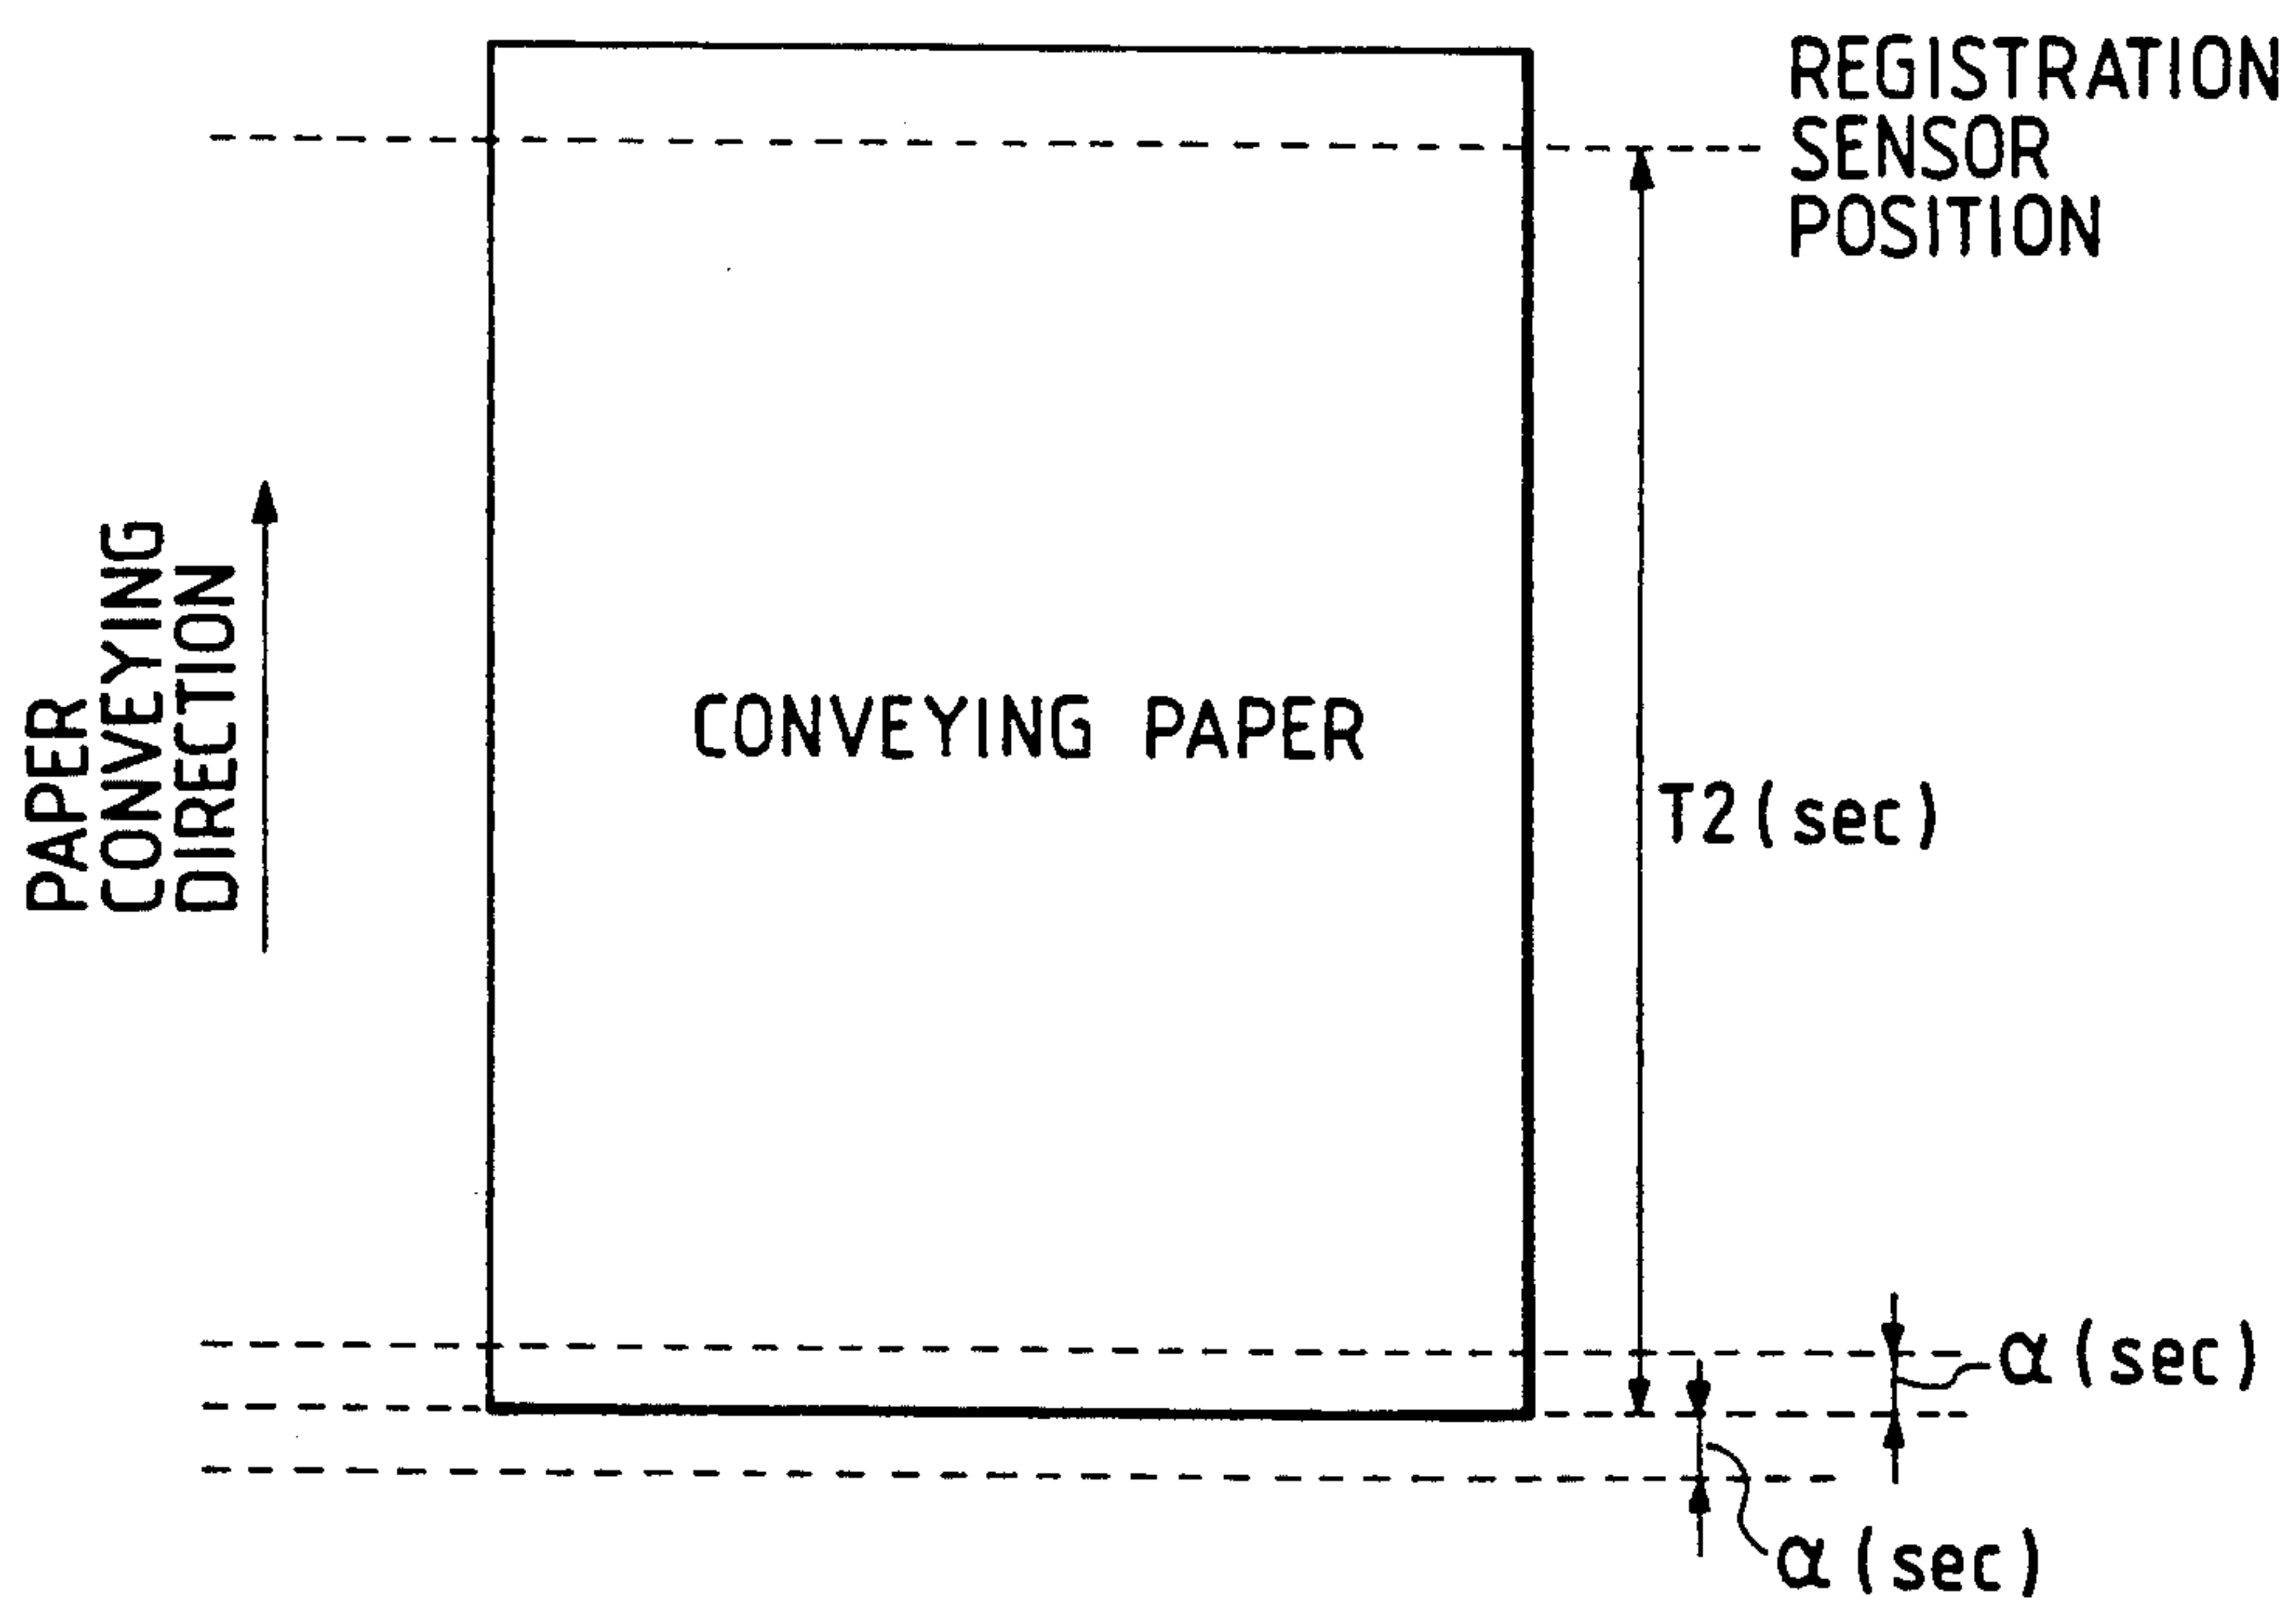 REGISTRATION
SENSOR
POSITION
PAPER
CONVEYING
DIRECTION
CONVEYING PAPER
T2(sec)
α(sec)
α(sec)